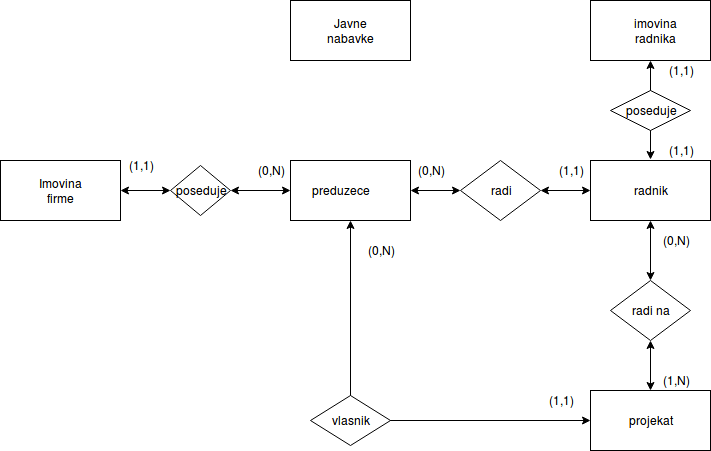 Javne
nabavke
imovina
radnika
(1,1)
poseduje
(1,1)
Imovina
firme
(1,1)
poseduje
(0,N)
preduzece
(0,N)
radi
(1,1)
radnik
(0,N)
(0,N)
radi na
(1,N)
vlasnik
(1,1)
projekat